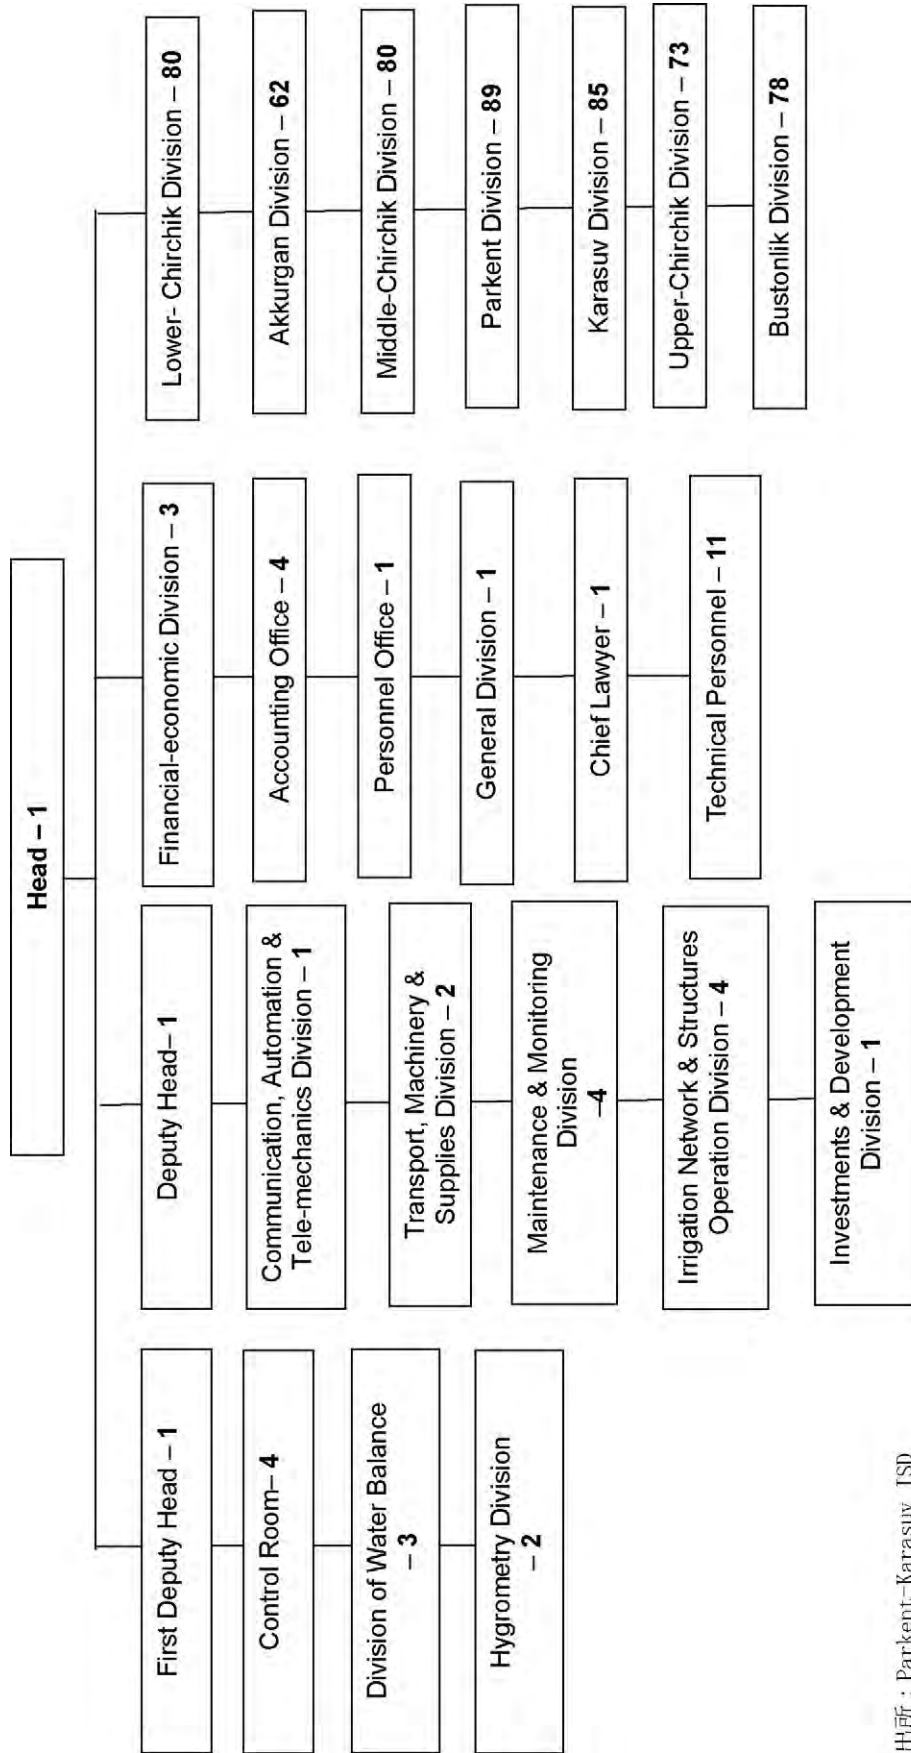 Head – 1
First Deputy Head – 1
Control Room– 4
Division of Water Balance
– 3
Hygrometry Division
– 2
Deputy Head– 1
Communication, Automation &
Tele-mechanics Division – 1
Transport, Machinery &
Supplies Division – 2
Maintenance & Monitoring
Division
–4
Irrigation Network & Structures
Operation Division – 4
Investments & Development
Division – 1
Financial-economic Division – 3
Accounting Office – 4
Personnel Office – 1
General Division – 1
Chief Lawyer – 1
Technical Personnel – 11
Lower- Chirchik Division – 80
Akkurgan Division – 62
Middle-Chirchik Division – 80
Parkent Division – 89
Karasuv Division – 85
Upper-Chirchik Division – 73
Bustonlik Division – 78
出所：Parkent-Karasuv ISD